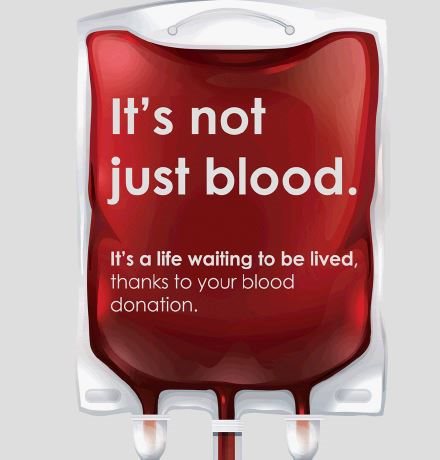 It's not
just blood.
It's a life waiting to be lived,
thanks to your blood
donation.